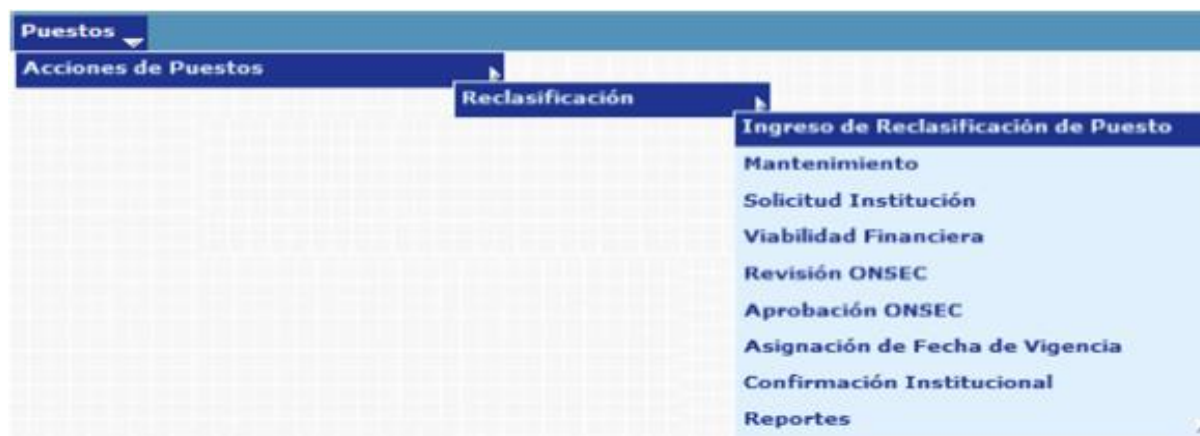 Puestos
Acciones de Puestos
Reclasificación
Ingreso de Reclasificación de Puesto
Mantenimiento
Solicitud Institución
Viabilidad Financiera
Revisión ONSEC
Aprobación ONSEC
Asignación de Fecha de Vigencia
Confirmación Institucional
Reportes